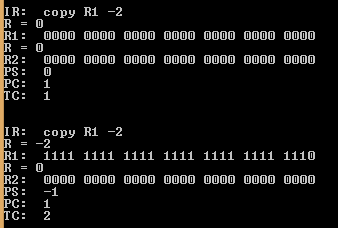 IR:  copy R1 -2
R = 0
R1:  0000 0000 0000 0000 0000 0000 0000
R = 0
R2:  0000 0000 0000 0000 0000 0000 0000
PS:  0
PC:  1
TC:  1
IR:  copy R1 -2
R = -2
R1:  1111 1111 1111 1111 1111 1111 1110
R = 0
R2:  0000 0000 0000 0000 0000 0000 0000
PS:  -1
PC:  1
TC:  2